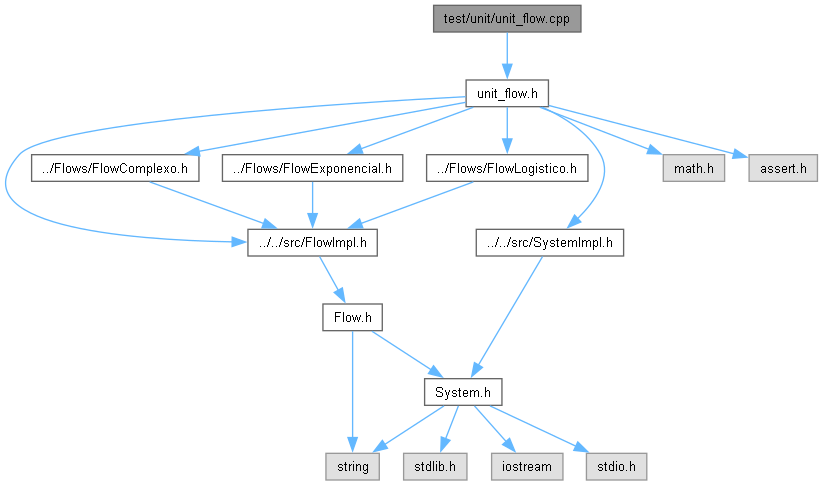 test/unit/unit_flow.cpp
unit_flow.h
../Flows/FlowComplexo.h
../Flows/FlowExponencial.h
../Flows/FlowLogistico.h
math.h
assert.h
../../src/FlowImpl.h
../../src/SystemImpl.h
Flow.h
System.h
string
stdlib.h
iostream
stdio.h